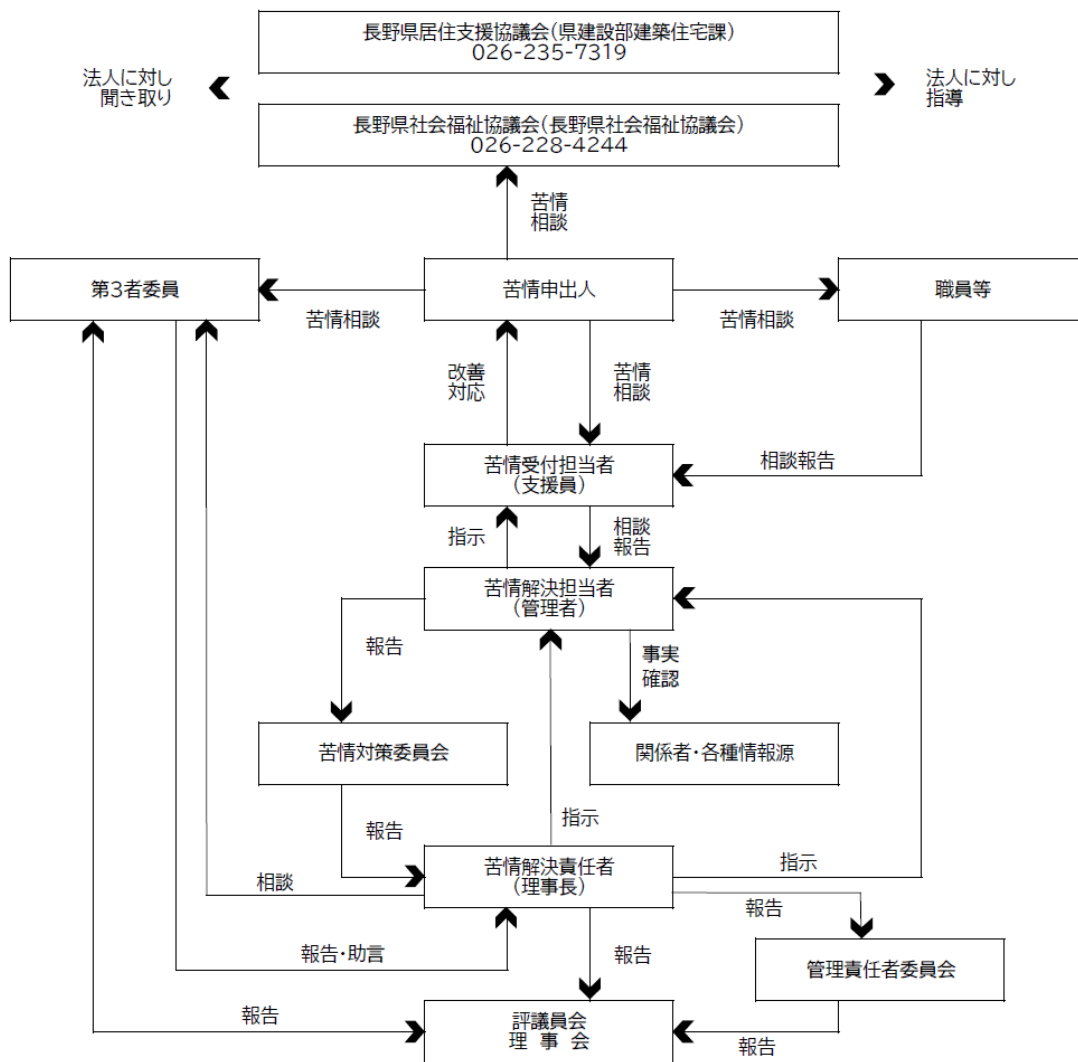 長野県居住支援協議会（県建設部建築住宅課）
026-235-7319
法人に対し
聞き取り
法人に対し
指導
長野県社会福祉協議会（長野県社会福祉協議会）
026-228-4244
苦情
相談
第3者委員
苦情申出人
職員等
苦情相談
苦情相談
改善
対応
苦情
相談
苦情受付担当者
（支援員）
相談報告
指示
相談
報告
苦情解決担当者
（管理者）
報告
事実
確認
苦情対策委員会
関係者・各種情報源
報告
指示
苦情解決責任者
（理事長）
相談
指示
報告
報告・助言
報告
管理責任者委員会
報告
評議員会
理 事 会
報告